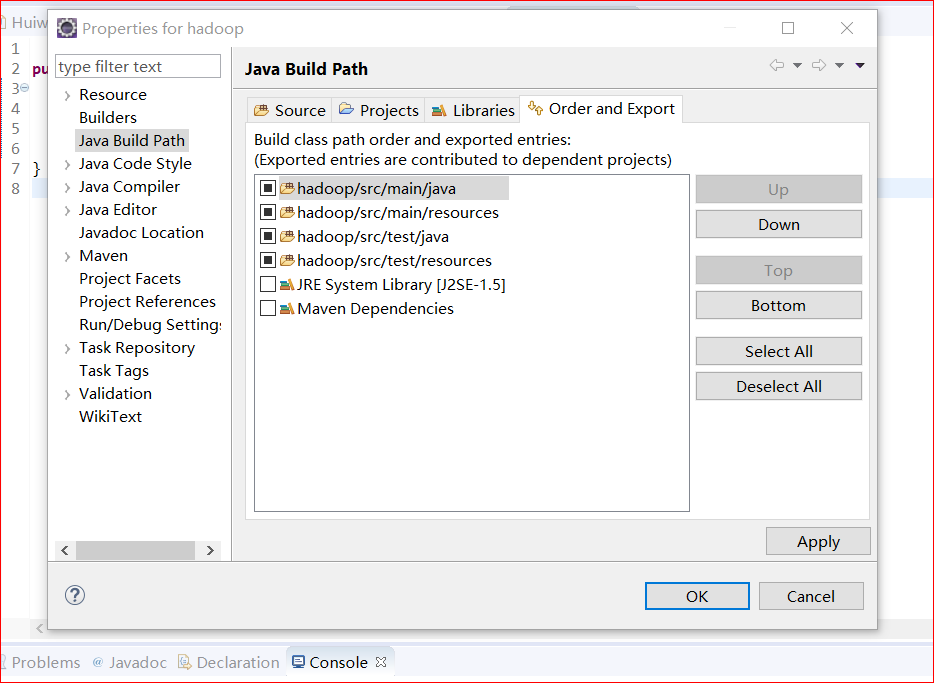 Huiw
Properties for hadoop
1
2 pu
3
4
5
6
7 }
8
type filter text
Resource
Builders
Java Build Path
Java Code Style
Java Compiler
Java Editor
Javadoc Location
Maven
Project Facets
Project References
Run/Debug Settings
Task Repository
Task Tags
Validation
WikiText
Java Build Path
Source Projects Libraries Order and Export
Build class path order and exported entries:
(Exported entries are contributed to dependent projects)
hadoop/src/main/java
hadoop/src/main/resources
hadoop/src/test/java
hadoop/src/test/resources
JRE System Library [J2SE-1.5]
Maven Dependencies
Up
Down
Top
Bottom
Select All
Deselect All
Apply
?
OK Cancel
Problems @ Javadoc Declaration Console